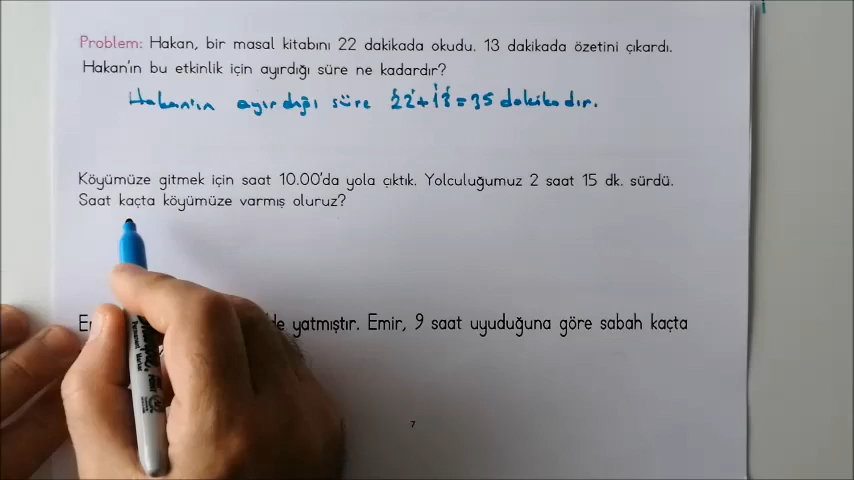 Problem: Hakan, bir masal kitabını 22 dakikada okudu. 13 dakikada özetini çıkardı.
Hakan'ın bu etkinlik için ayırdığı süre ne kadardır?
Hakan'ın ayırdığı süre 22+13=35 dakikadır.
Köyümüze gitmek için saat 10.00'da yola çıktık. Yolculuğumuz 2 saat 15 dk. sürdü.
Saat kaçta köyümüze varmış oluruz?
yatmıştır. Emir, 9 saat uyuduğuna göre sabah kaçta
7